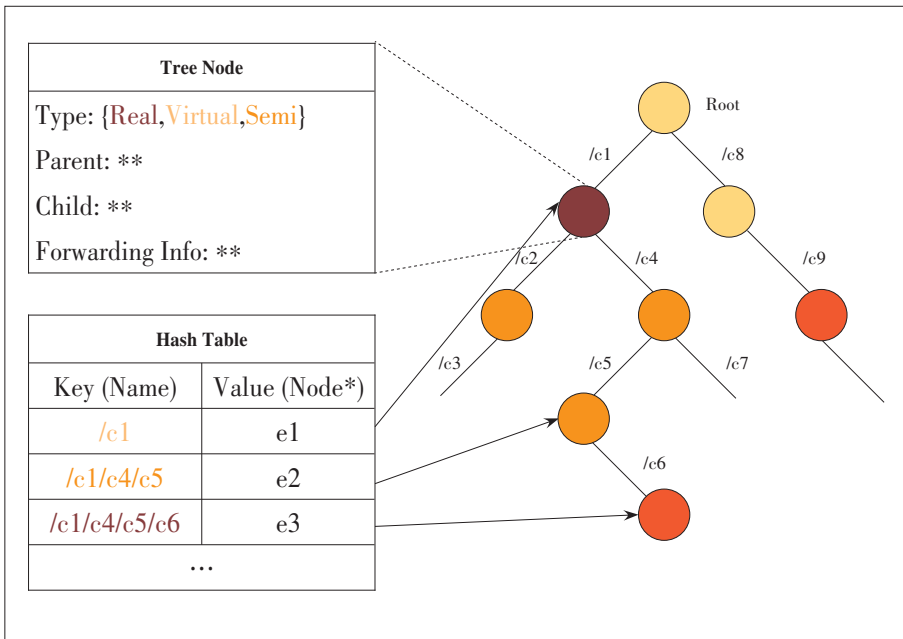 Tree Node
Type: {Real,Virtual,Semi}
Parent: **
Child: **
Forwarding Info: **
Hash Table
Key (Name) Value (Node*)
/c1 e1
/c1/c4/c5 e2
/c1/c4/c5/c6 e3
...
Root
/c1 /c8
/c2 /c4 /c9
/c3 /c5 /c7
/c6